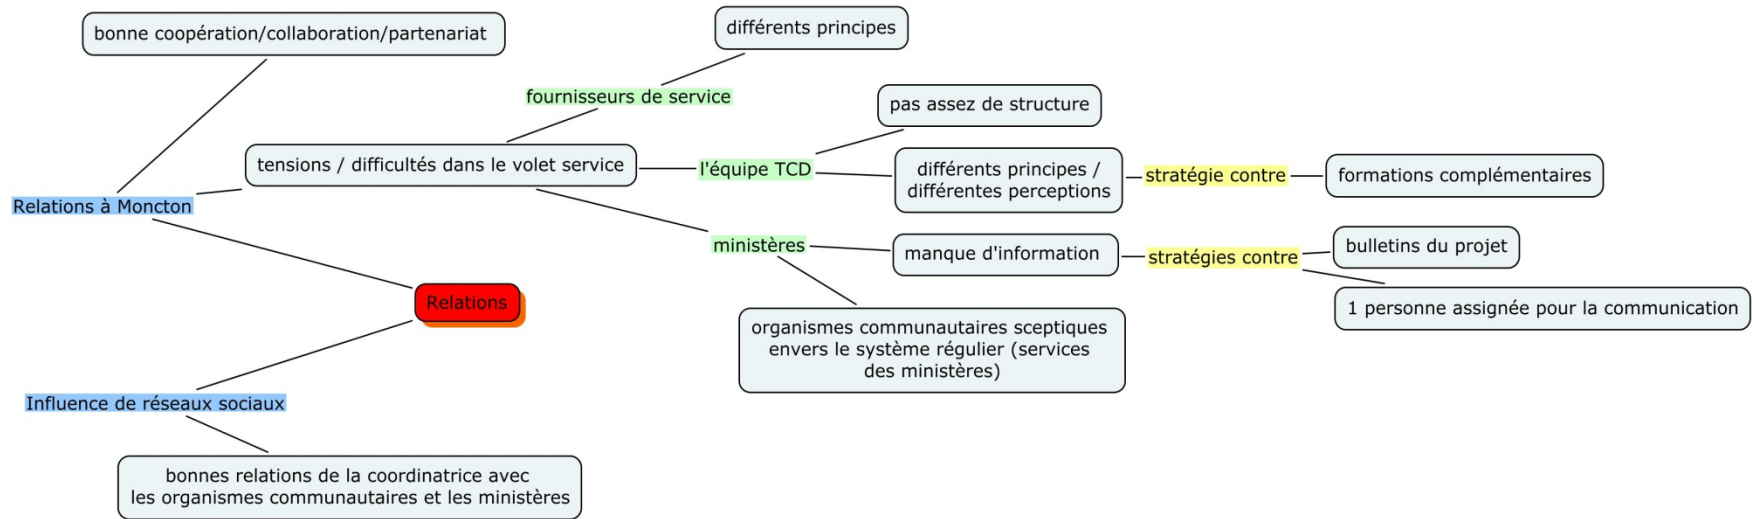 bonne coopération/collaboration/partenariat
différents principes
fournisseurs de service
pas assez de structure
tensions / difficultés dans le volet service
l'équipe TCD
différents principes /
différentes perceptions
stratégie contre
formations complémentaires
Relations à Moncton
ministères
manque d'information
stratégies contre
bulletins du projet
1 personne assignée pour la communication
Relations
organismes communautaires sceptiques
envers le système régulier (services
des ministères)
Influence de réseaux sociaux
bonnes relations de la coordinatrice avec
les organismes communautaires et les ministères